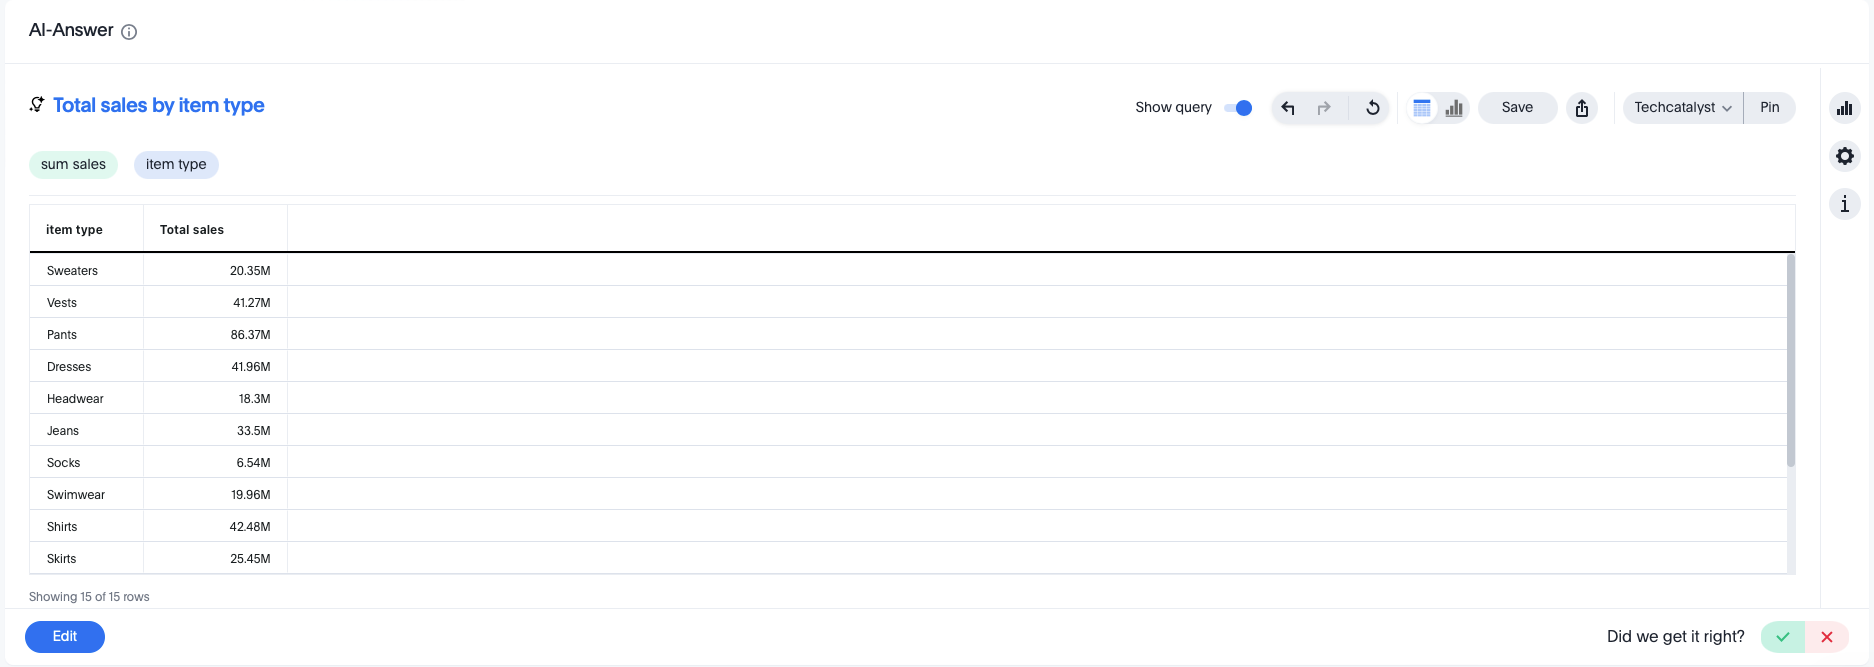 AI-Answer
Total sales by item type
Show query
Save
Techcatalyst
Pin
sum sales
item type
item type Total sales
Sweaters 20.35M
Vests 41.27M
Pants 86.37M
Dresses 41.96M
Headwear 18.3M
Jeans 33.5M
Socks 6.54M
Swimwear 19.96M
Shirts 42.48M
Skirts 25.45M
Showing 15 of 15 rows
Edit
Did we get it right?